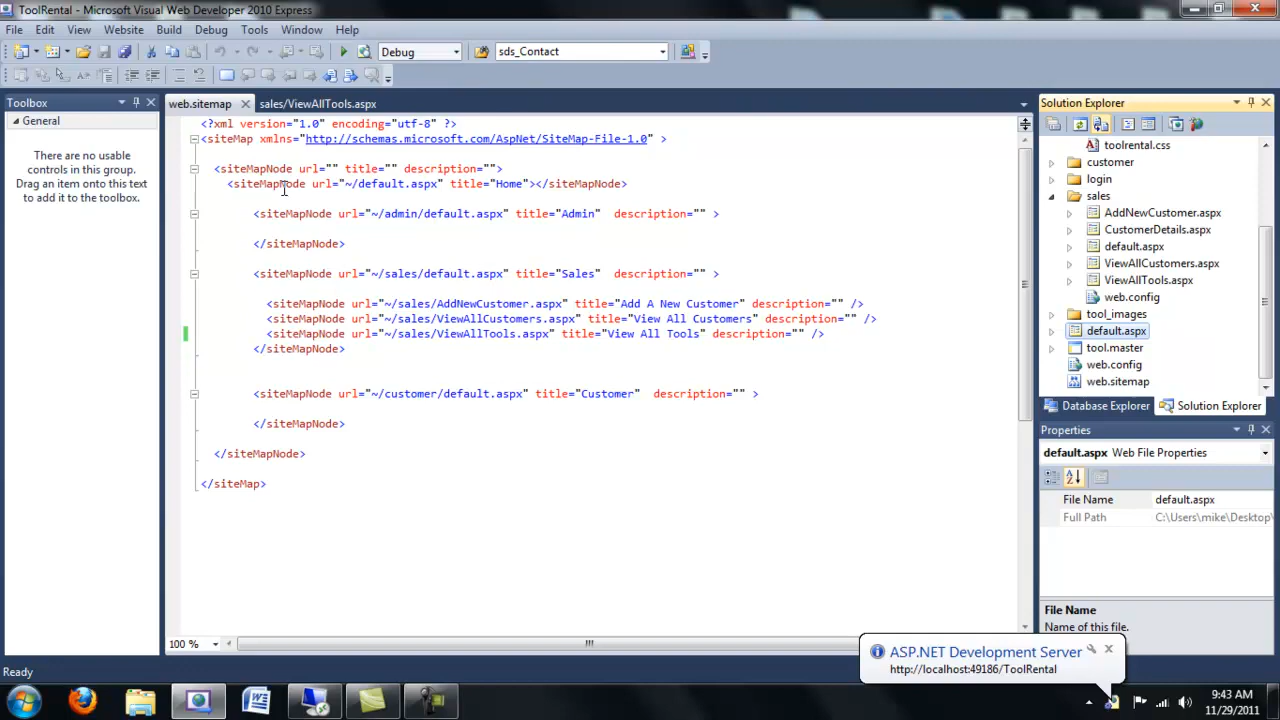 ToolRental - Microsoft Visual Web Developer 2010 Express
File Edit View Website Build Debug Tools Window Help
Debug sds_Contact
Toolbox
General
There are no usable
controls in this group.
Drag an item onto this text
to add it to the toolbox.
web.sitemap sales/ViewAllTools.aspx
<?xml version="1.0" encoding="utf-8" ?>
<siteMap xmlns="http://schemas.microsoft.com/AspNet/SiteMap-File-1.0" >
<siteMapNode url="" title="" description="">
<siteMapNode url="~/default.aspx" title="Home"></siteMapNode>
<siteMapNode url="~/admin/default.aspx" title="Admin" description="" >
</siteMapNode>
<siteMapNode url="~/sales/default.aspx" title="Sales" description="" >
<siteMapNode url="~/sales/AddNewCustomer.aspx" title="Add A New Customer" description="" />
<siteMapNode url="~/sales/ViewAllCustomers.aspx" title="View All Customers" description="" />
<siteMapNode url="~/sales/ViewAllTools.aspx" title="View All Tools" description="" />
</siteMapNode>
<siteMapNode url="~/customer/default.aspx" title="Customer" description="" >
</siteMapNode>
</siteMapNode>
</siteMap>
100 %
Solution Explorer
toolrental.css
customer
login
sales
AddNewCustomer.aspx
CustomerDetails.aspx
default.aspx
ViewAllCustomers.aspx
ViewAllTools.aspx
web.config
tool_images
default.aspx
tool.master
web.config
web.sitemap
Database Explorer Solution Explorer
Properties
default.aspx Web File Properties
File Name default.aspx
Full Path C:\Users\mike\Desktop\
File Name
Name of this file.
ASP.NET Development Server
http://localhost:49186/ToolRental
Ready
9:43 AM
11/29/2011